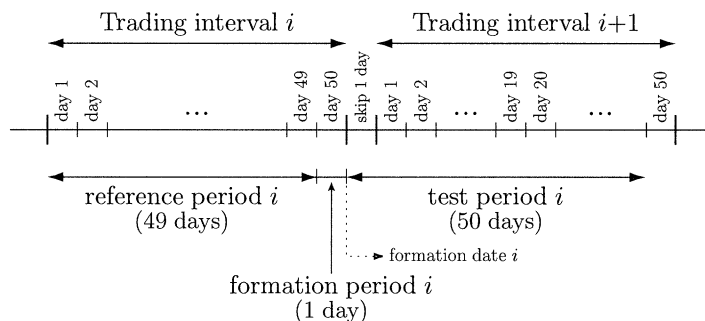 Trading interval i
Trading interval i+1
day 1
day 2
...
day 49
day 50
skip 1 day
day 1
day 2
...
day 19
day 20
...
day 50
reference period i
(49 days)
test period i
(50 days)
formation date i
formation period i
(1 day)